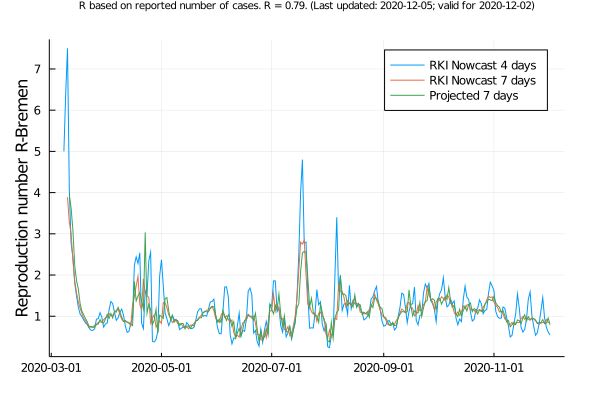 R based on reported number of cases. R = 0.79. (Last updated: 2020-12-05; valid for 2020-12-02)
Reproduction number R-Bremen
7
6
5
4
3
2
1
RKI Nowcast 4 days
RKI Nowcast 7 days
Projected 7 days
2020-03-01 2020-05-01 2020-07-01 2020-09-01 2020-11-01